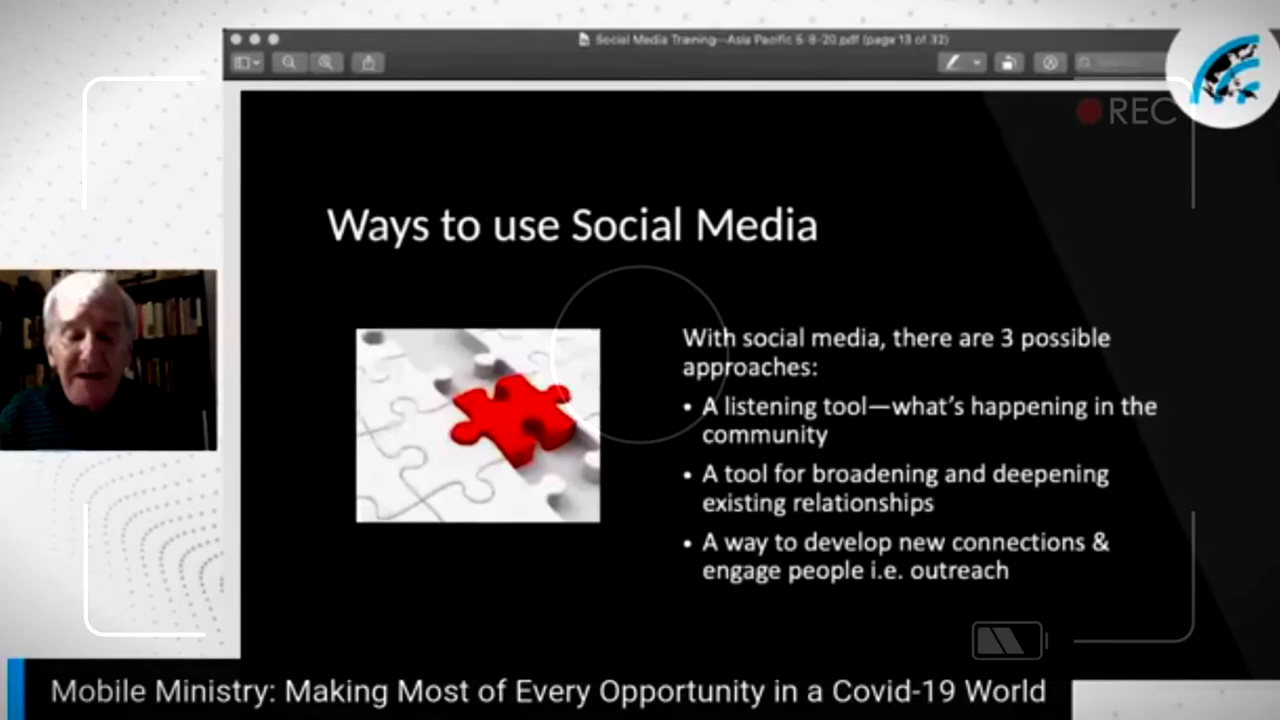 Social Media Training--Asia Pacific 5-8-20.pdf (page 13 of 32)
REC
Ways to use Social Media
With social media, there are 3 possible
approaches:
• A listening tool—what's happening in the
community
• A tool for broadening and deepening
existing relationships
• A way to develop new connections &
engage people i.e. outreach
Mobile Ministry: Making Most of Every Opportunity in a Covid-19 World